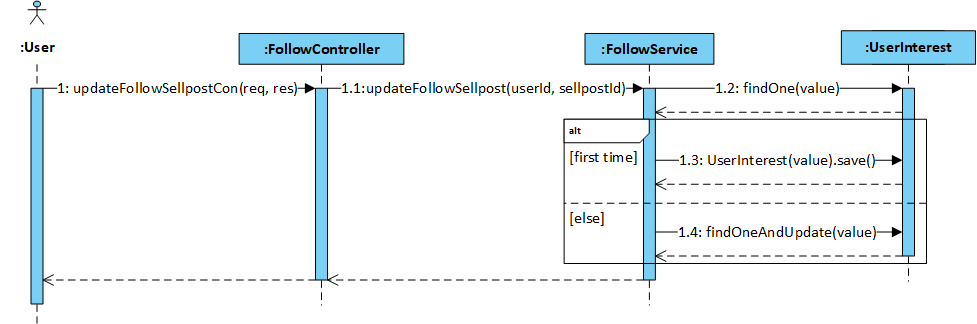 :User
:FollowController
:FollowService
:UserInterest
1: updateFollowSellpostCon(req, res)
1.1:updateFollowSellpost(userId, sellpostId)
1.2: findOne(value)
alt
[first time]
1.3: UserInterest(value).save()
[else]
1.4: findOneAndUpdate(value)